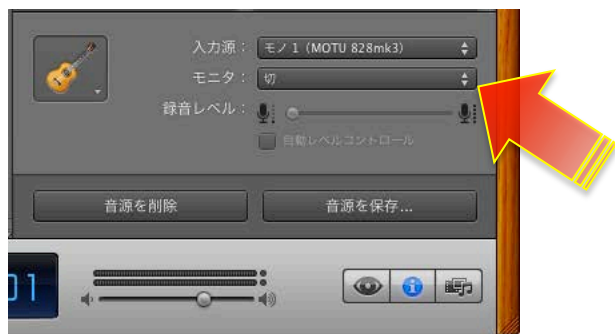 入力源： モノ 1 (MOTU 828mk3)
モニタ： 切
録音レベル：
自動レベルコントロール
音源を削除
音源を保存...
01